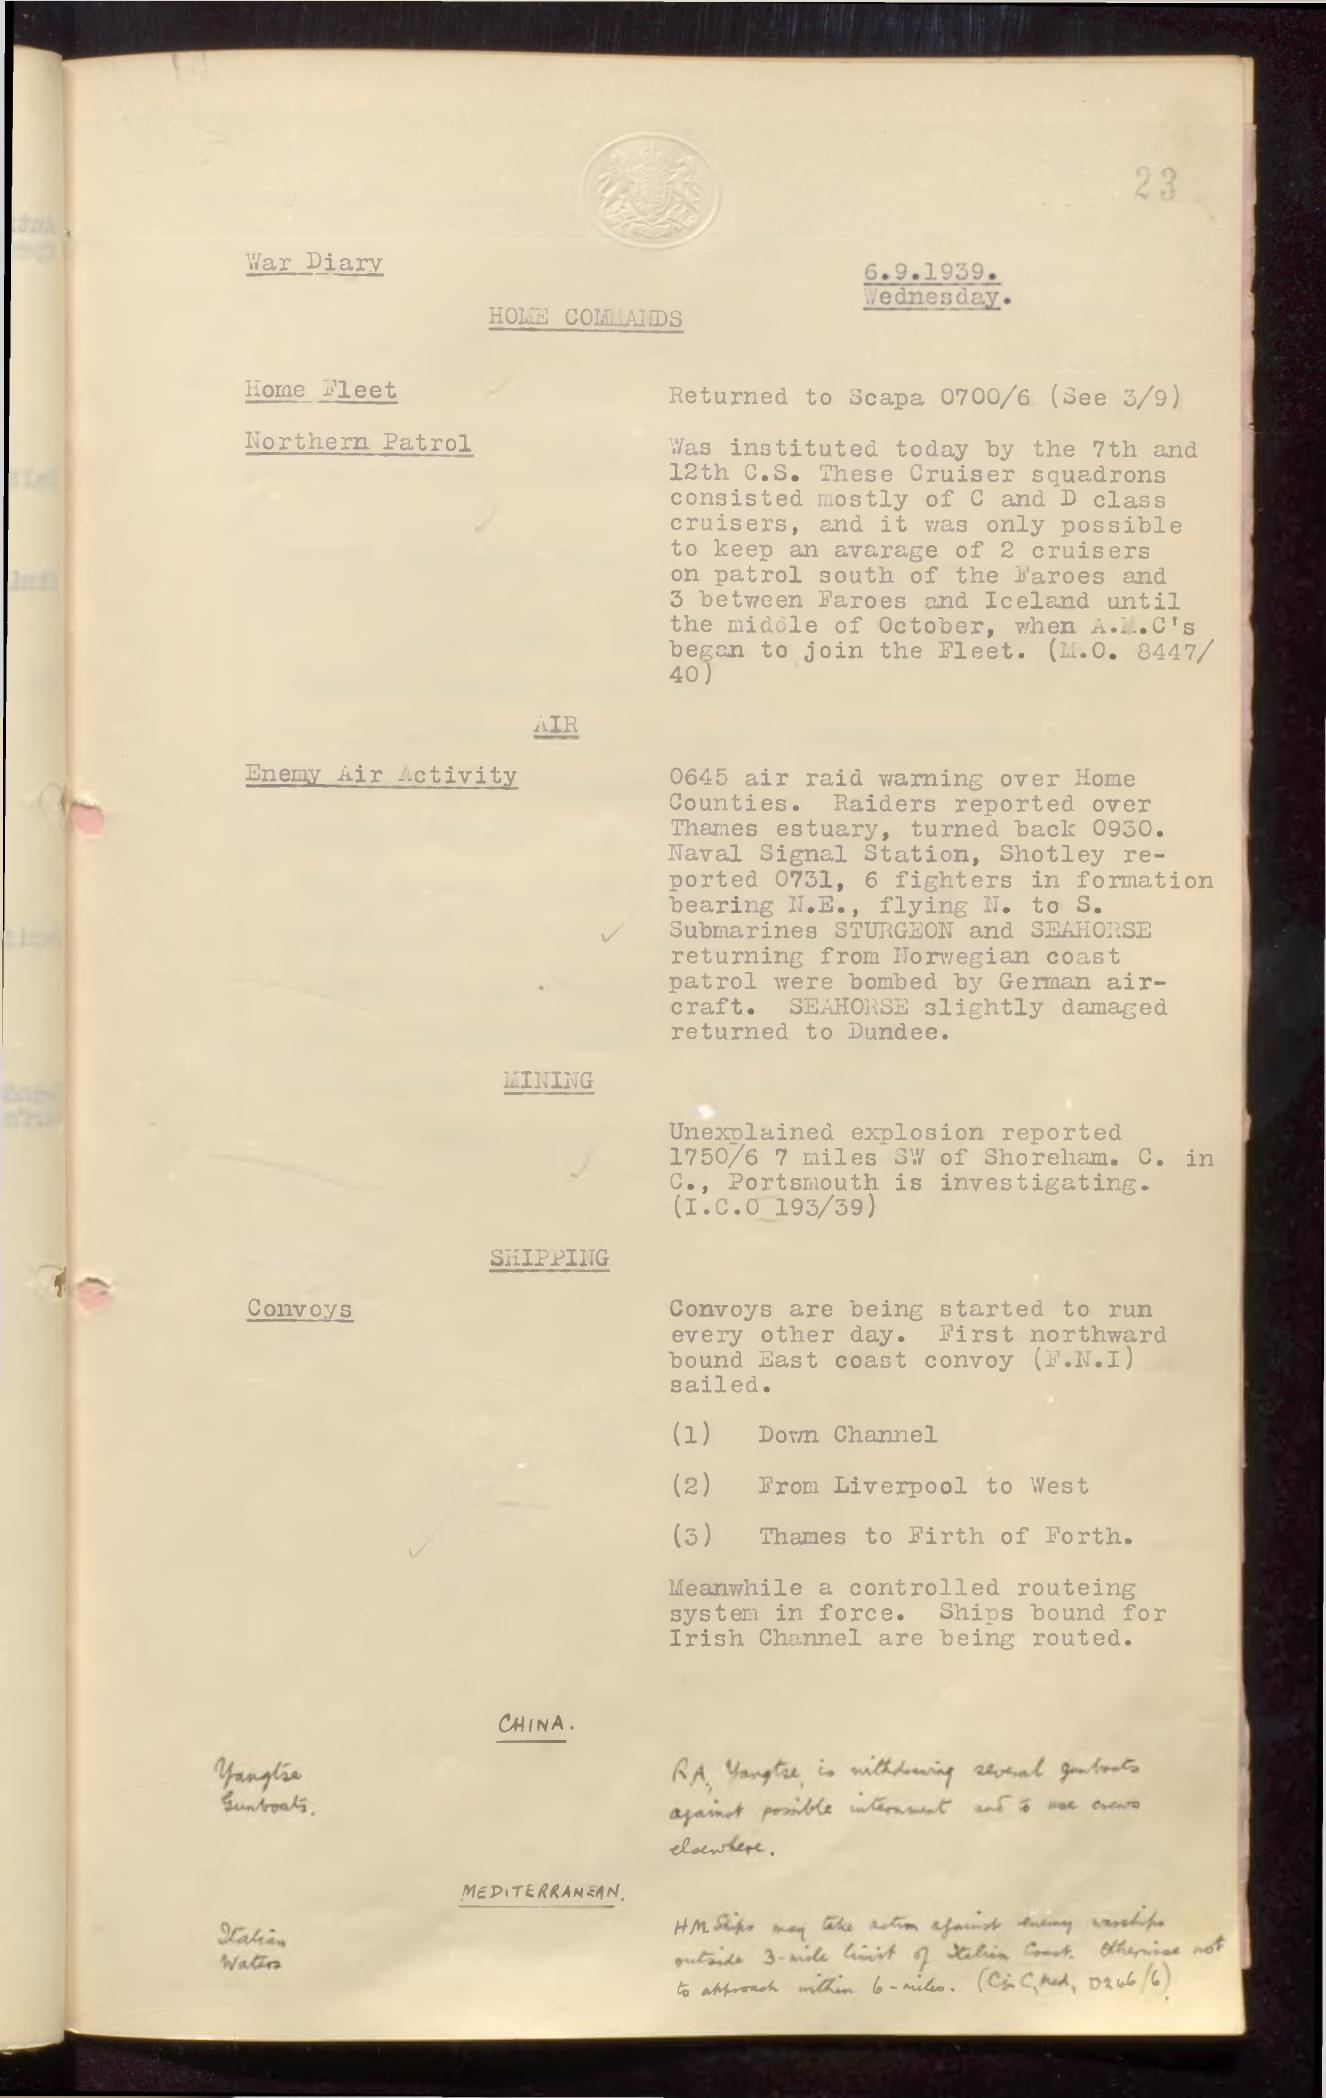 23
War Diary
6.9.1939.
Wednesday.
HOME COMMANDS
Home Fleet
Returned to Scapa 0700/6 (See 3/9)
Northern Patrol
Was instituted today by the 7th and
12th C.S. These Cruiser squadrons
consisted mostly of C and D class
cruisers, and it was only possible
to keep an avarage of 2 cruisers
on patrol south of the Faroes and
3 between Faroes and Iceland until
the middle of October, when A.M.C's
began to join the Fleet. (M.O. 8447/
40)
AIR
Enemy Air Activity
0645 air raid warning over Home
Counties. Raiders reported over
Thames estuary, turned back 0930.
Naval Signal Station, Shotley re-
ported 0731, 6 fighters in formation
bearing N.E., flying N. to S.
Submarines STURGEON and SEAHORSE
returning from Norwegian coast
patrol were bombed by German air-
craft. SEAHORSE slightly damaged
returned to Dundee.
MINING
Unexplained explosion reported
1750/6 7 miles SW of Shoreham. C. in
C., Portsmouth is investigating.
(I.C.O 193/39)
SHIPPING
Convoys
Convoys are being started to run
every other day. First northward
bound East coast convoy (F.N.I)
sailed.
(1) Down Channel
(2) From Liverpool to West
(3) Thames to Firth of Forth.
Meanwhile a controlled routeing
system in force. Ships bound for
Irish Channel are being routed.
CHINA.
Yangtse
Gunboats.
R.A, Yangtse, is withdrawing several gunboats
against possible internment and to use crews
elsewhere.
MEDITERRANEAN.
Italian
Waters
H.M. Ships may take action against enemy warships
outside 3-mile limit of Italian Coast. Otherwise not
to approach within 6-miles. (C.in C, Med, 0246/6)